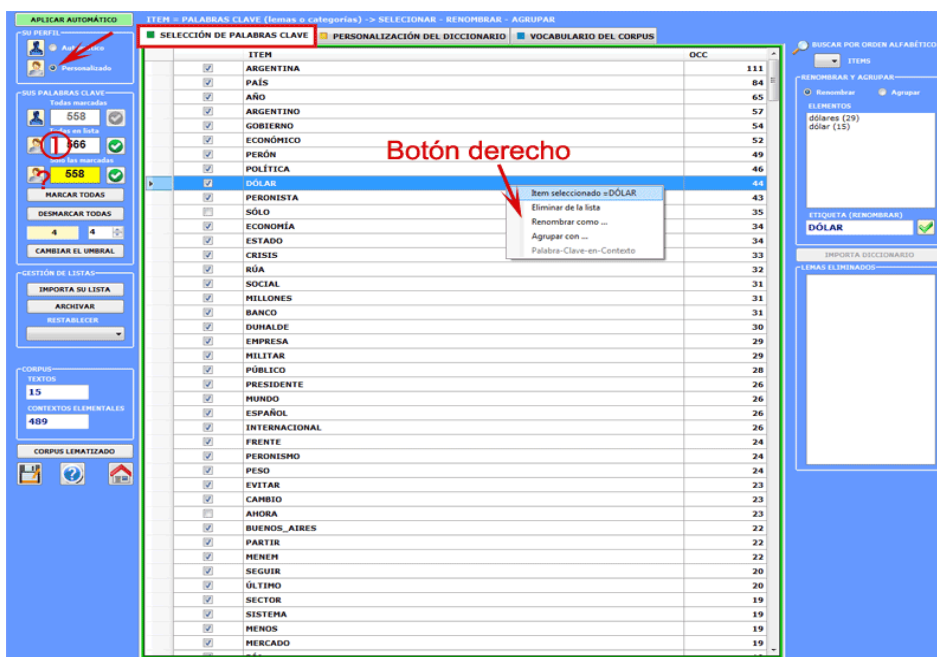 APLICAR AUTOMÁTICO
ITEM = PALABRAS CLAVE (lemas o categorías) -> SELECIONAR - RENOMBRAR - AGRUPAR
SU PERFIL
Automático
Personalizado
SUS PALABRAS CLAVE
Todas marcadas
558
Todas en lista
1
566
Sólo las marcadas
?
558
MARCAR TODAS
DESMARCAR TODAS
4 4
CAMBIAR EL UMBRAL
GESTIÓN DE LISTAS
IMPORTA SU LISTA
ARCHIVAR
RESTABLECER
CORPUS
TEXTOS
15
CONTEXTOS ELEMENTALES
489
CORPUS LEMATIZADO
SELECCIÓN DE PALABRAS CLAVE
PERSONALIZACIÓN DEL DICCIONARIO
VOCABULARIO DEL CORPUS
ITEM OCC
ARGENTINA 111
PAÍS 84
AÑO 65
ARGENTINO 57
GOBIERNO 54
ECONÓMICO 52
PERÓN 49
POLÍTICA 46
DÓLAR 44
PERONISTA 43
SÓLO 35
ECONOMÍA 34
ESTADO 34
CRISIS 33
RÚA 32
SOCIAL 31
MILLONES 31
BANCO 31
DUHALDE 30
EMPRESA 29
MILITAR 29
PÚBLICO 28
PRESIDENTE 26
MUNDO 26
ESPAÑOL 26
INTERNACIONAL 26
FRENTE 24
PERONISMO 24
PESO 24
EVITAR 23
CAMBIO 23
AHORA 23
BUENOS_AIRES 22
PARTIR 22
MENEM 22
SEGUIR 20
ÚLTIMO 20
SECTOR 19
SISTEMA 19
MENOS 19
MERCADO 19
Botón derecho
Item seleccionado =DÓLAR
Eliminar de la lista
Renombrar como ...
Agrupar con ...
Palabra-Clave-en-Contexto
BUSCAR POR ORDEN ALFABÉTICO
ITEMS
RENOMBRAR Y AGRUPAR
Renombrar Agrupar
ELEMENTOS
dólares (29)
dólar (15)
ETIQUETA (RENOMBRAR)
DÓLAR
IMPORTA DICCIONARIO
LEMAS ELIMINADOS